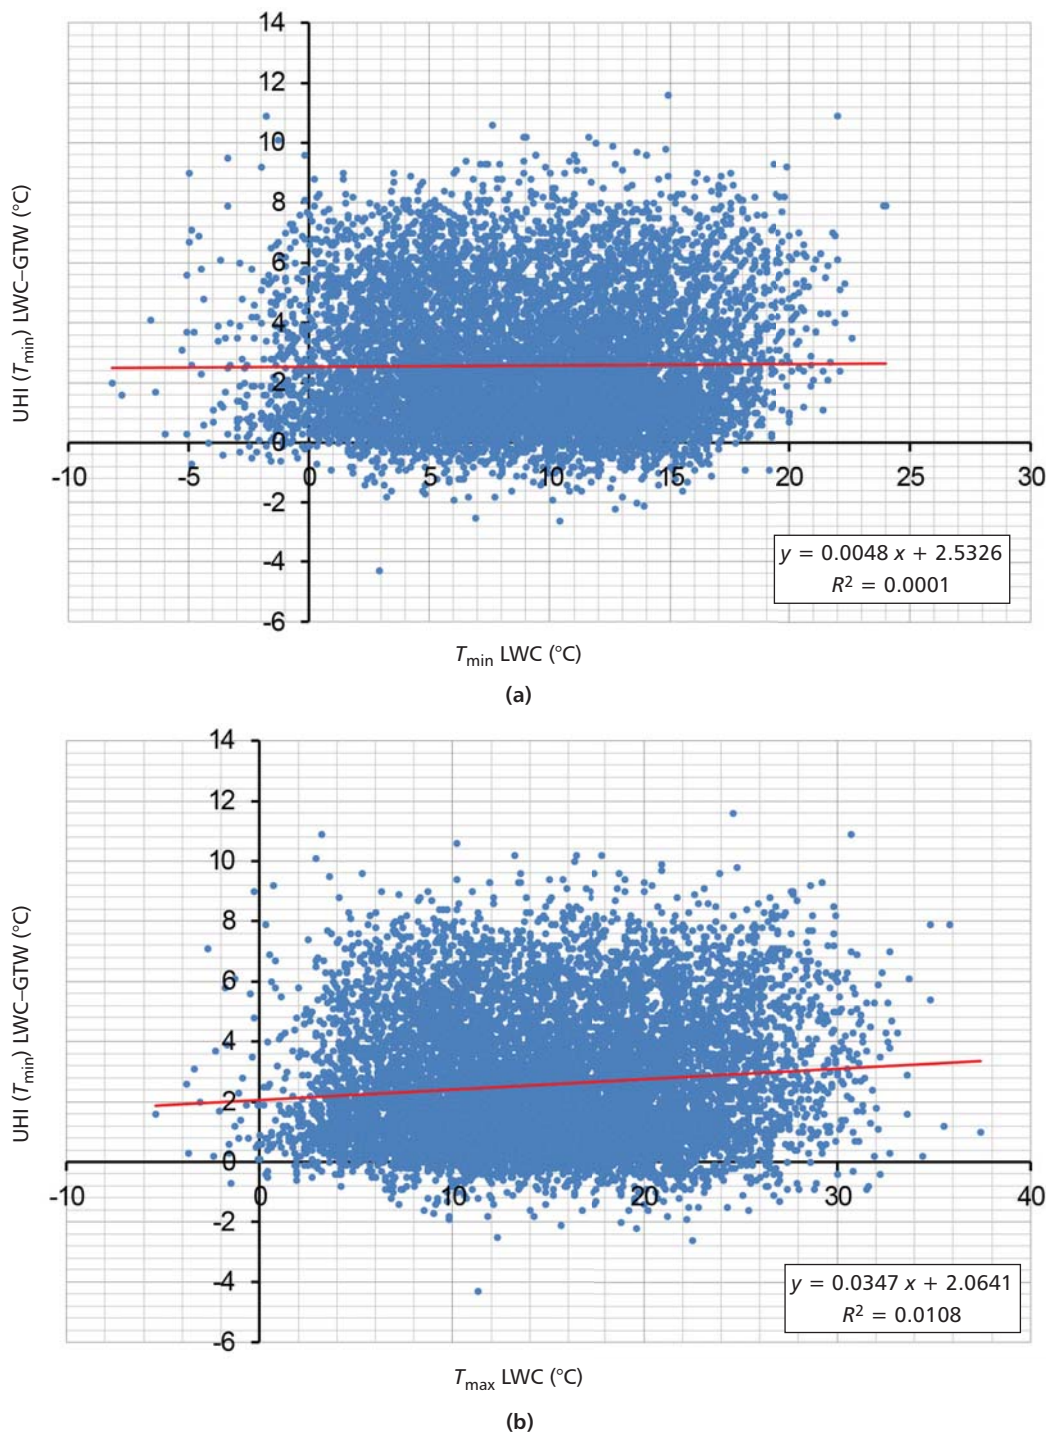 14
12
10
8
6
4
2
0
-10 -5 0 5 10 15 20 25 30
-2
-4
-6
UHI (Tmin) LWC–GTW (°C)
y = 0.0048 x + 2.5326
R² = 0.0001
Tmin LWC (°C)
(a)
14
12
10
8
6
4
2
0
-10 0 10 20 30 40
-2
-4
-6
UHI (Tmin) LWC–GTW (°C)
y = 0.0347 x + 2.0641
R² = 0.0108
Tmax LWC (°C)
(b)